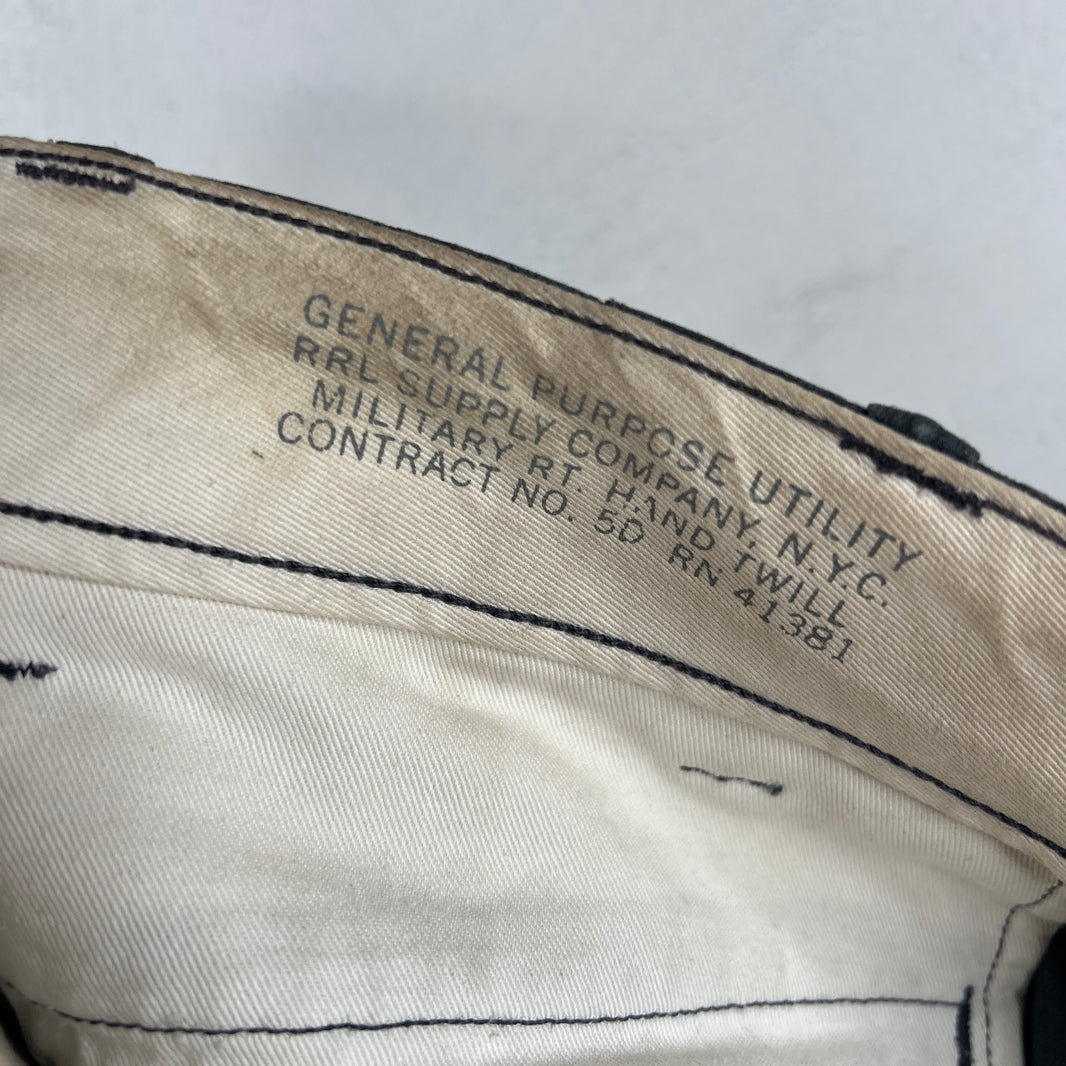 GENERAL PURPOSE UTILITY
RRL SUPPLY COMPANY, N.Y.C.
MILITARY RT. HAND TWILL
CONTRACT NO. 5D RN 41381